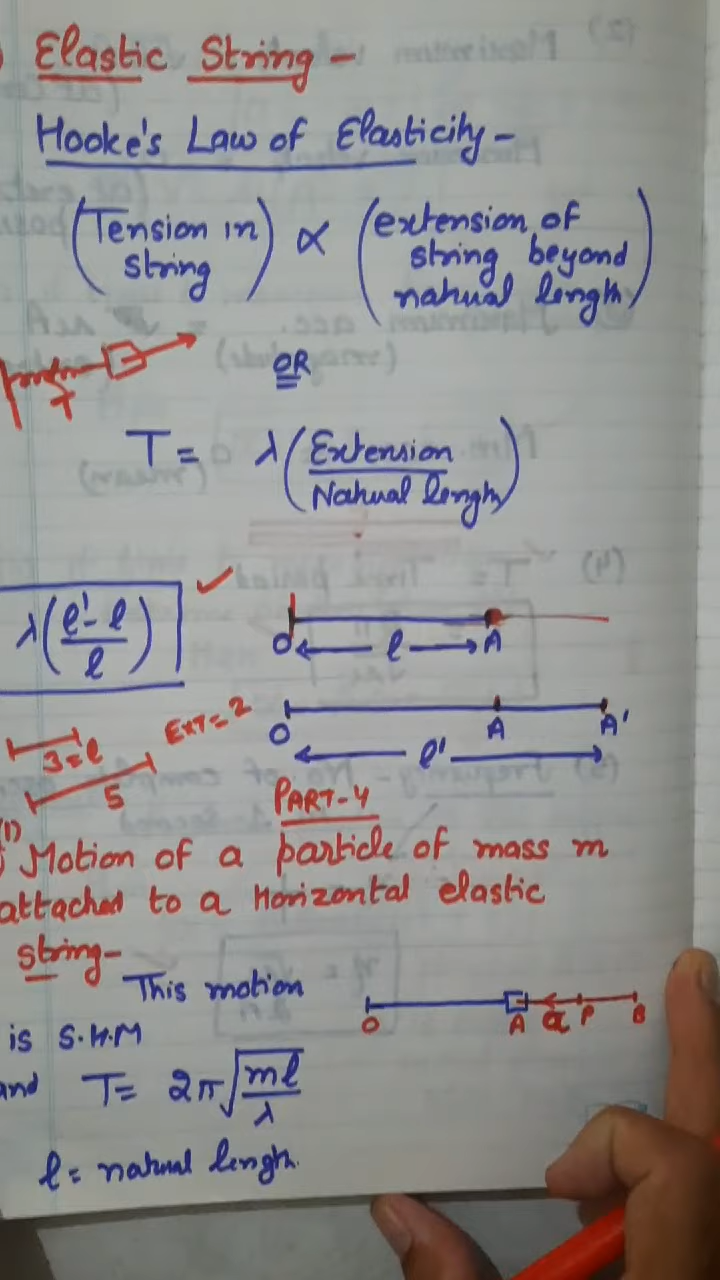 Elastic String -
Hooke's Law of Elasticity -
(Tension in string) ∝ (extension of string beyond natural length)
T
OR
T = λ(Extension / Natural length)
λ(l' - l / l)
O l A
O A A'
l'
3 = l
5
Ext = 2
PART-4
(1) Motion of a particle of mass m
attached to a Horizontal elastic
string -
This motion
is S.H.M
O A a P B
and T = 2π√(ml/λ)
l = natural length.